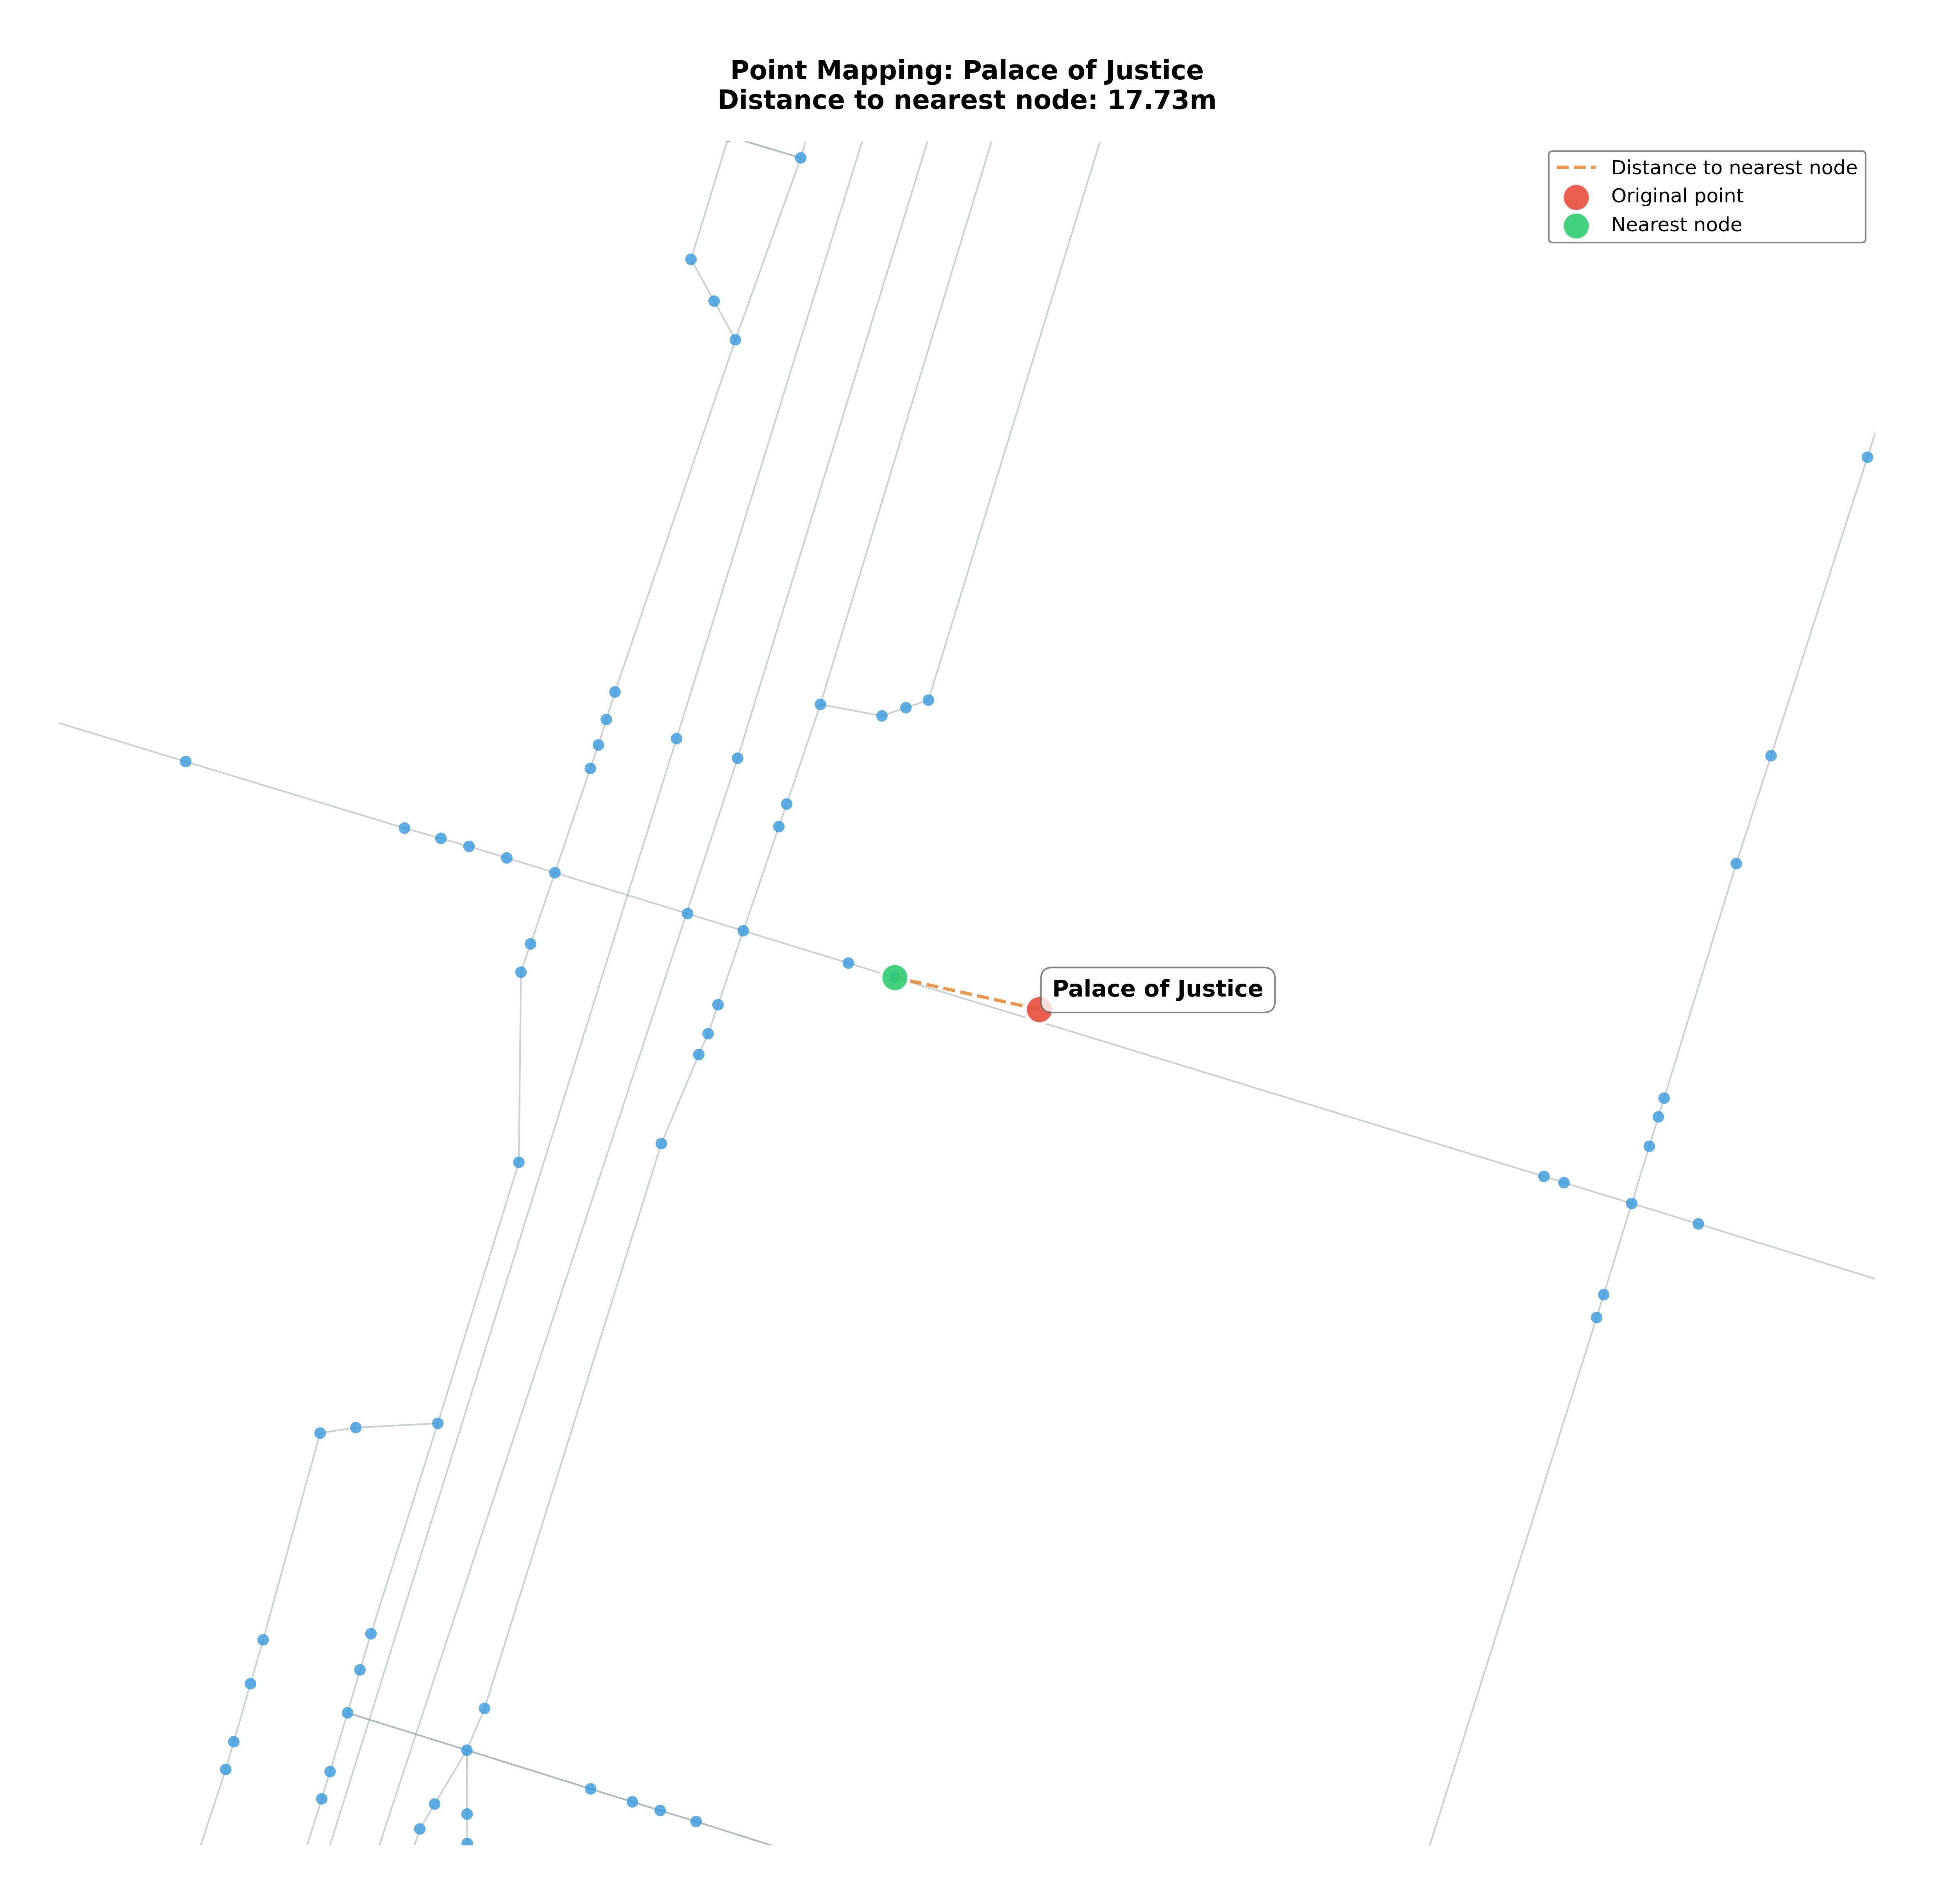 Point Mapping: Palace of Justice
Distance to nearest node: 17.73m
Distance to nearest node
Original point
Nearest node
Palace of Justice